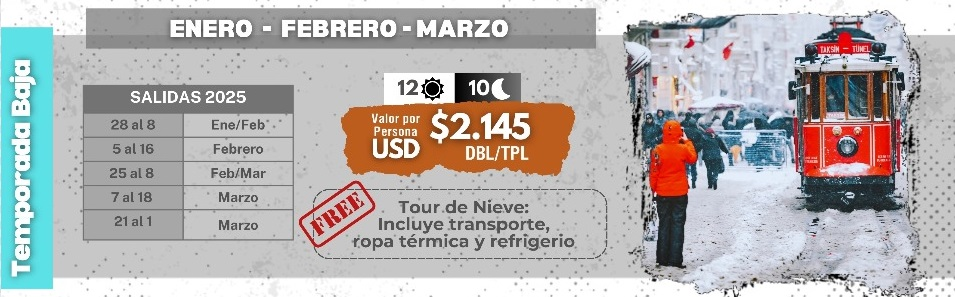 Temporada Baja
ENERO - FEBRERO - MARZO
SALIDAS 2025
28 al 8 Ene/Feb
5 al 16 Febrero
25 al 8 Feb/Mar
7 al 18 Marzo
21 al 1 Marzo
12 10
Valor por
Persona
USD
$2.145
DBL/TPL
FREE
Tour de Nieve:
Incluye transporte,
ropa térmica y refrigerio
TAKSİM TÜNEL